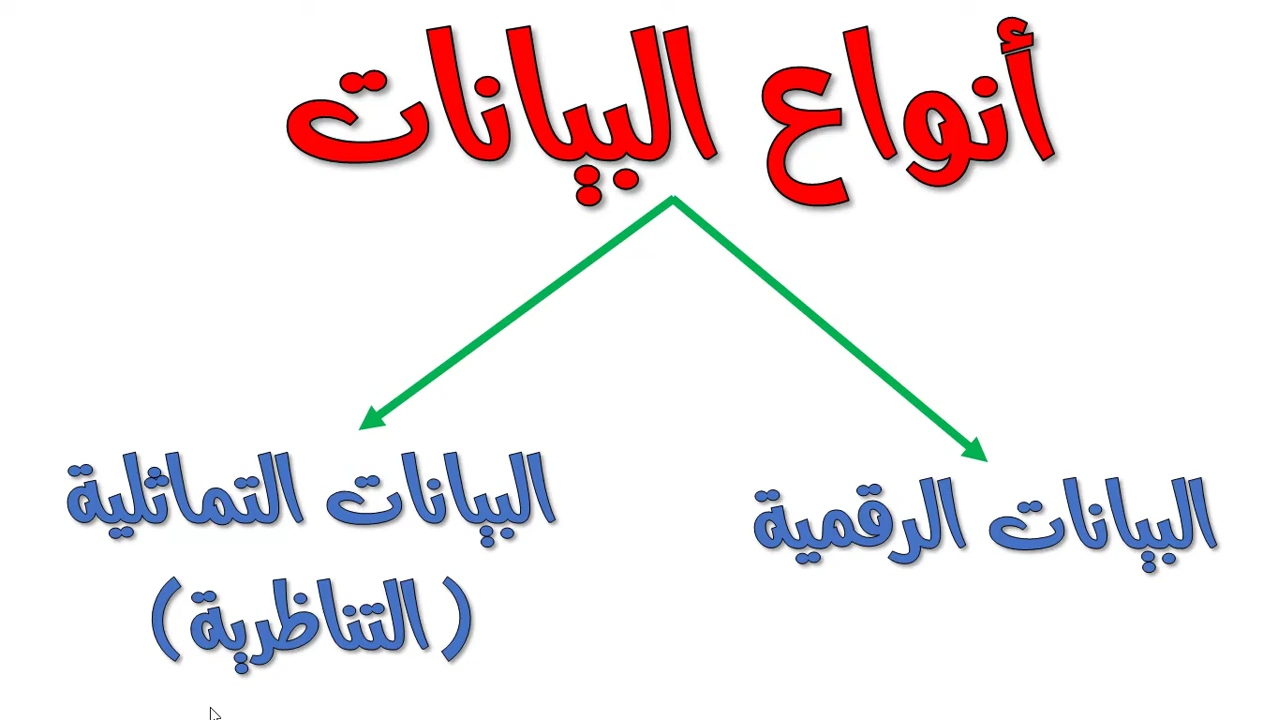 أنواع البيانات
البيانات الرقمية
البيانات التماثلية
(التناظرية)